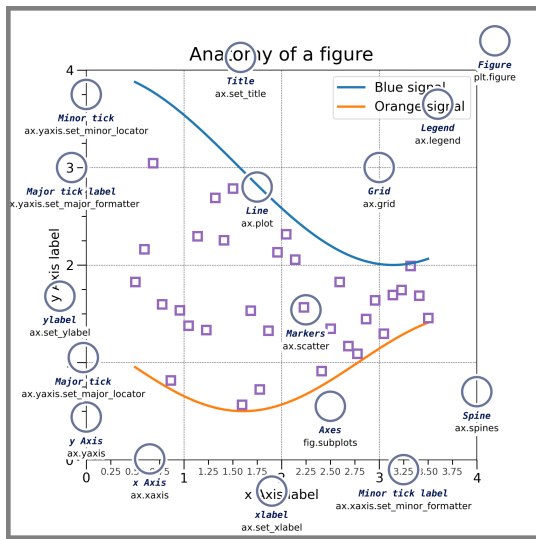 Anatomy of a figure
Figure
plt.figure
4
Title
ax.set_title
Blue signal
Orange signal
Legend
ax.legend
Minor tick
ax.yaxis.set_minor_locator
3
Major tick label
x.yaxis.set_major_formatter
Line
ax.plot
Grid
ax.grid
2
y Axis label
ylabel
ax.set_ylabel
Markers
ax.scatter
Major tick
ax.yaxis.set_major_locator
y Axis
ax.yaxis
Axes
fig.subplots
Spine
ax.spines
0
0 0.25 0.50 0.75 1 1.25 1.50 1.75 2 2.25 2.50 2.75 3 3.25 3.50 3.75 4
x Axis
ax.xaxis
x Axis label
xlabel
ax.set_xlabel
Minor tick label
ax.xaxis.set_minor_formatter